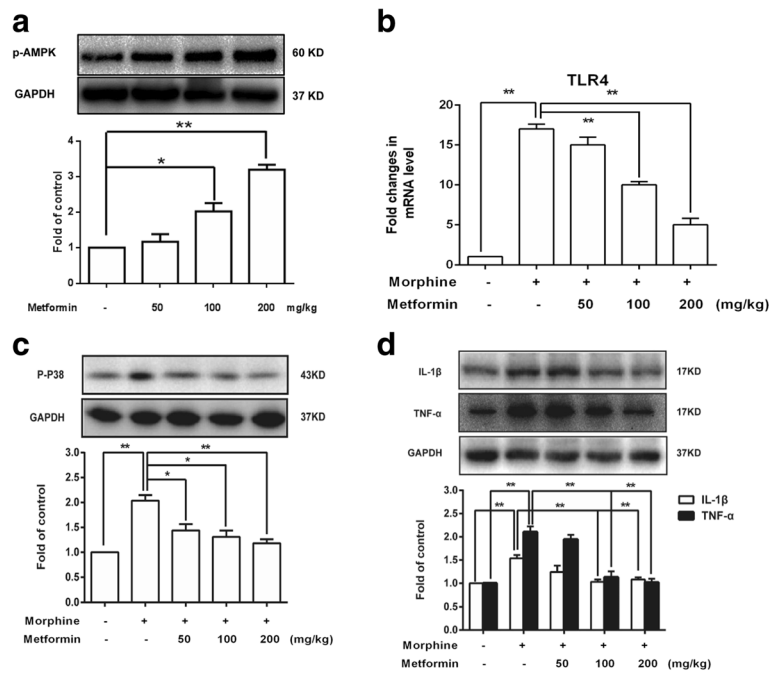 a
p-AMPK 60 KD
GAPDH 37 KD
**
*
Fold of control
4
3
2
1
0
Metformin - 50 100 200 mg/kg
b
TLR4
** ** **
Fold changes in
mRNA level
20
15
10
5
0
Morphine - + + + +
Metformin - - 50 100 200 (mg/kg)
c
P-P38 43KD
GAPDH 37KD
** **
*
*
Fold of control
3.0
2.5
2.0
1.5
1.0
0.5
0.0
Morphine - + + + +
Metformin - - 50 100 200 (mg/kg)
d
IL-1β 17KD
TNF-α 17KD
GAPDH 37KD
** ** **
** ** **
IL-1β
TNF-α
Fold of control
3.0
2.5
2.0
1.5
1.0
0.5
0.0
Morphine - + + + +
Metformin - - 50 100 200 (mg/kg)